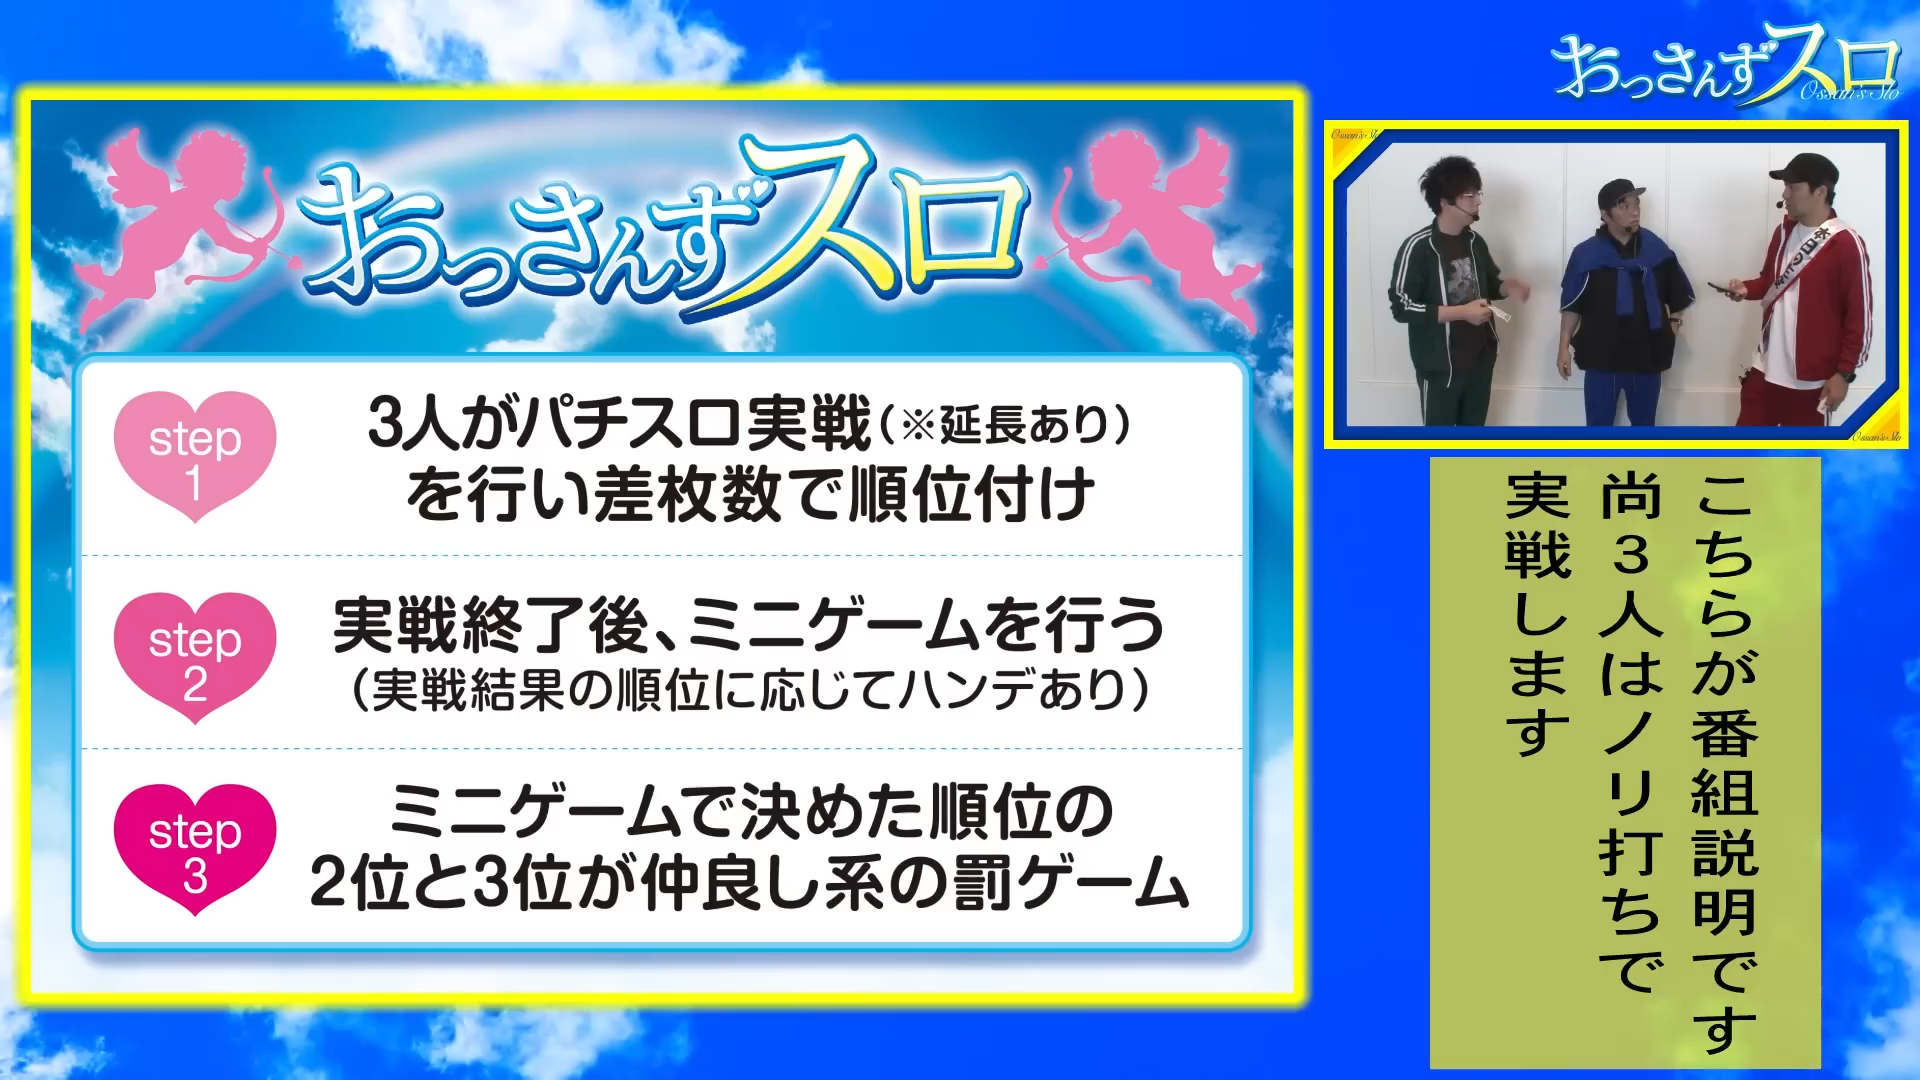 おっさんずスロ
Ossan's Slo
おっさんずスロ
step
1
3人がパチスロ実戦(※延長あり)
を行い差枚数で順位付け
step
2
実戦終了後、ミニゲームを行う
(実戦結果の順位に応じてハンデあり)
step
3
ミニゲームで決めた順位の
2位と3位が仲良し系の罰ゲーム
Ossan's Slo
Ossan's Slo
こちらが番組説明です
尚3人はノリ打ちで
実戦します